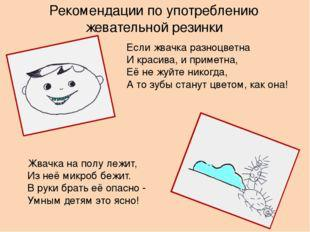 Рекомендации по употреблению
жевательной резинки
Если жвачка разноцветна
И красива, и приметна,
Её не жуйте никогда,
А то зубы станут цветом, как она!
Жвачка на полу лежит,
Из неё микроб бежит.
В руки брать её опасно -
Умным детям это ясно!